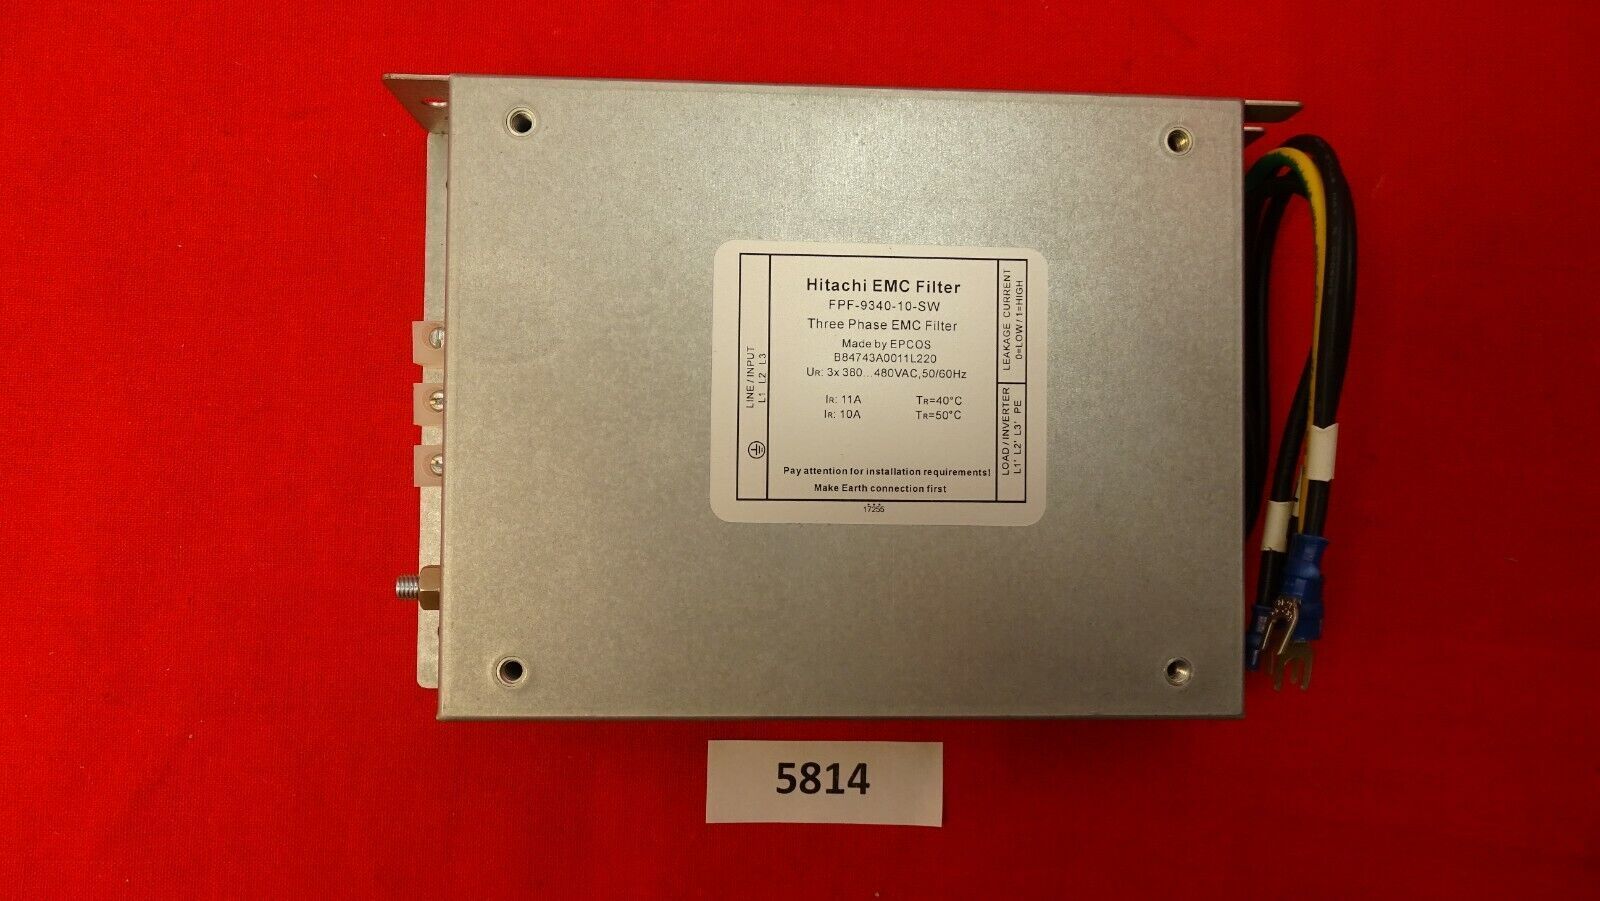 Hitachi EMC Filter
FPF-9340-10-SW
Three Phase EMC Filter
Made by EPCOS
B84743A0011L220
UR: 3x 380...480VAC,50/60Hz
IR: 11A TR=40°C
IR: 10A TR=50°C
Pay attention for installation requirements!
Make Earth connection first
LINE / INPUT
L1 L2 L3
LEAKAGE CURRENT
0=LOW / 1=HIGH
LOAD / INVERTER
L1' L2' L3' PE
17256
5814